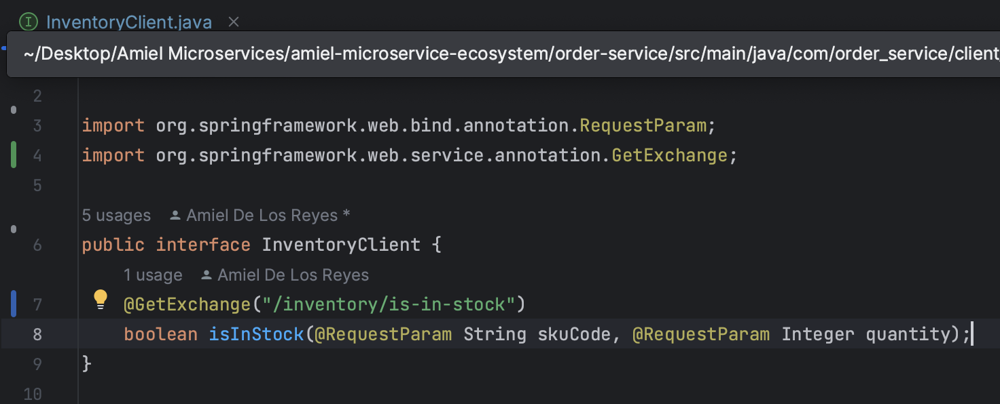 InventoryClient.java
~/Desktop/Amiel Microservices/amiel-microservice-ecosystem/order-service/src/main/java/com/order_service/client
2
3 import org.springframework.web.bind.annotation.RequestParam;
4 import org.springframework.web.service.annotation.GetExchange;
5
5 usages Amiel De Los Reyes *
6 public interface InventoryClient {
1 usage Amiel De Los Reyes
7 @GetExchange("/inventory/is-in-stock")
8 boolean isInStock(@RequestParam String skuCode, @RequestParam Integer quantity);
9 }
10